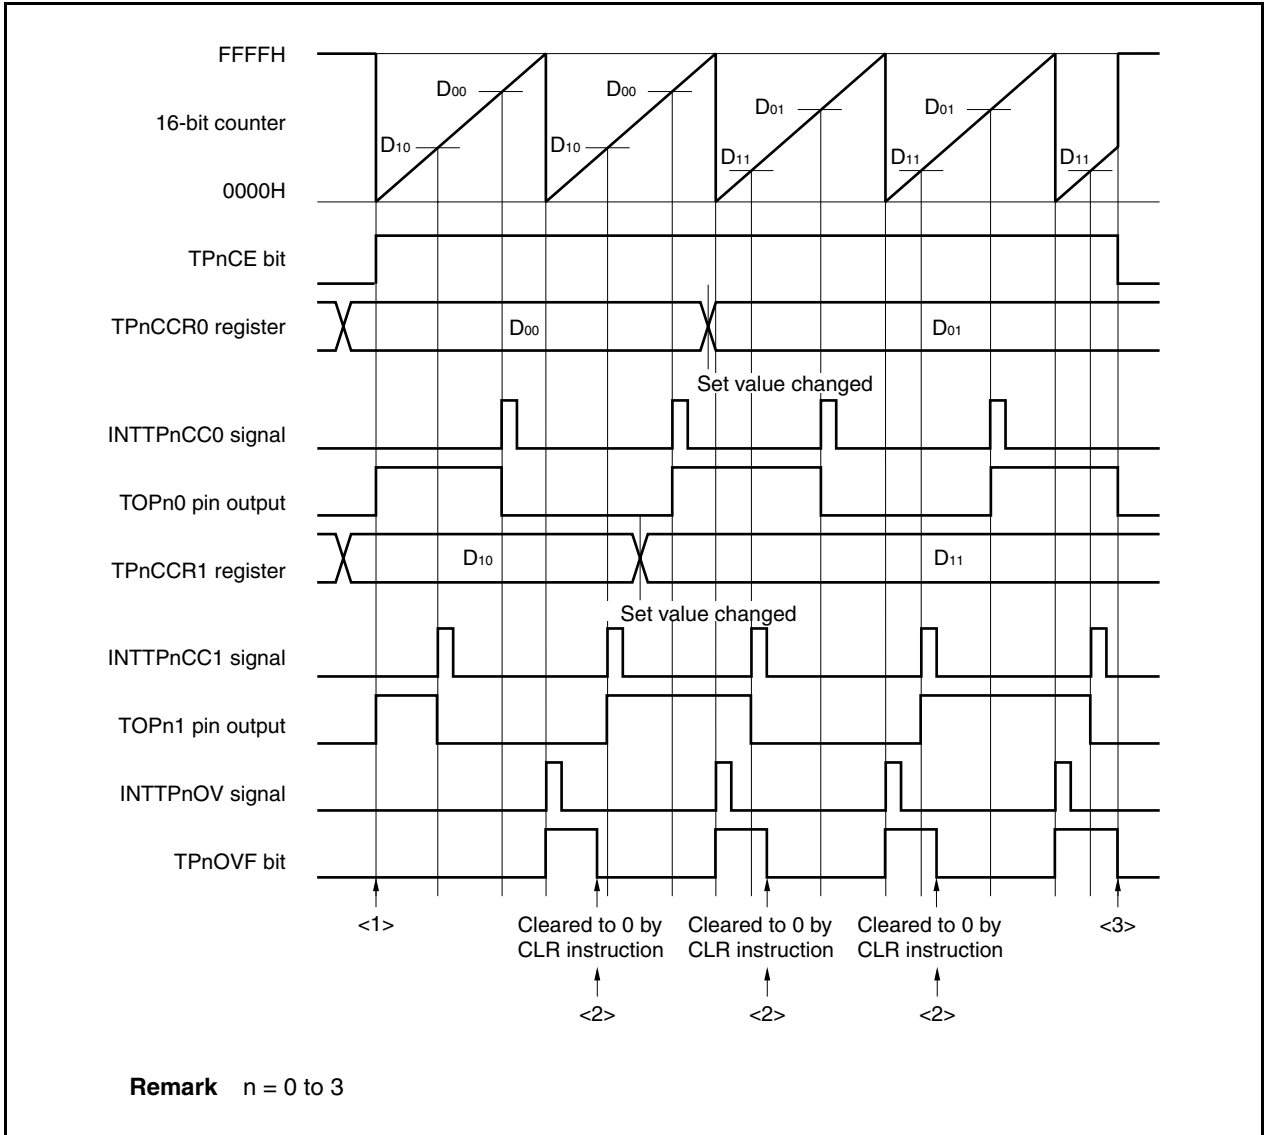 FFFFH
D00
D00
D01
D01
16-bit counter
D10
D10
D11
D11
D11
0000H
TPnCE bit
TPnCCR0 register
D00
D01
Set value changed
INTTPnCC0 signal
TOPn0 pin output
TPnCCR1 register
D10
D11
Set value changed
INTTPnCC1 signal
TOPn1 pin output
INTTPnOV signal
TPnOVF bit
<1>
Cleared to 0 by
CLR instruction
Cleared to 0 by
CLR instruction
Cleared to 0 by
CLR instruction
<3>
<2>
<2>
<2>
Remark n = 0 to 3